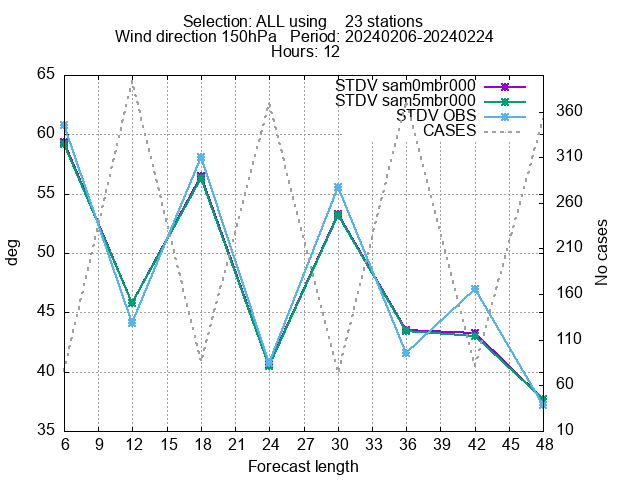 Selection: ALL using 23 stations
Wind direction 150hPa Period: 20240206-20240224
Hours: 12
STDV sam0mbr000
STDV sam5mbr000
STDV OBS
CASES
65
60
55
50
45
40
35
deg
360
310
260
210
160
110
60
10
No cases
6 9 12 15 18 21 24 27 30 33 36 39 42 45 48
Forecast length